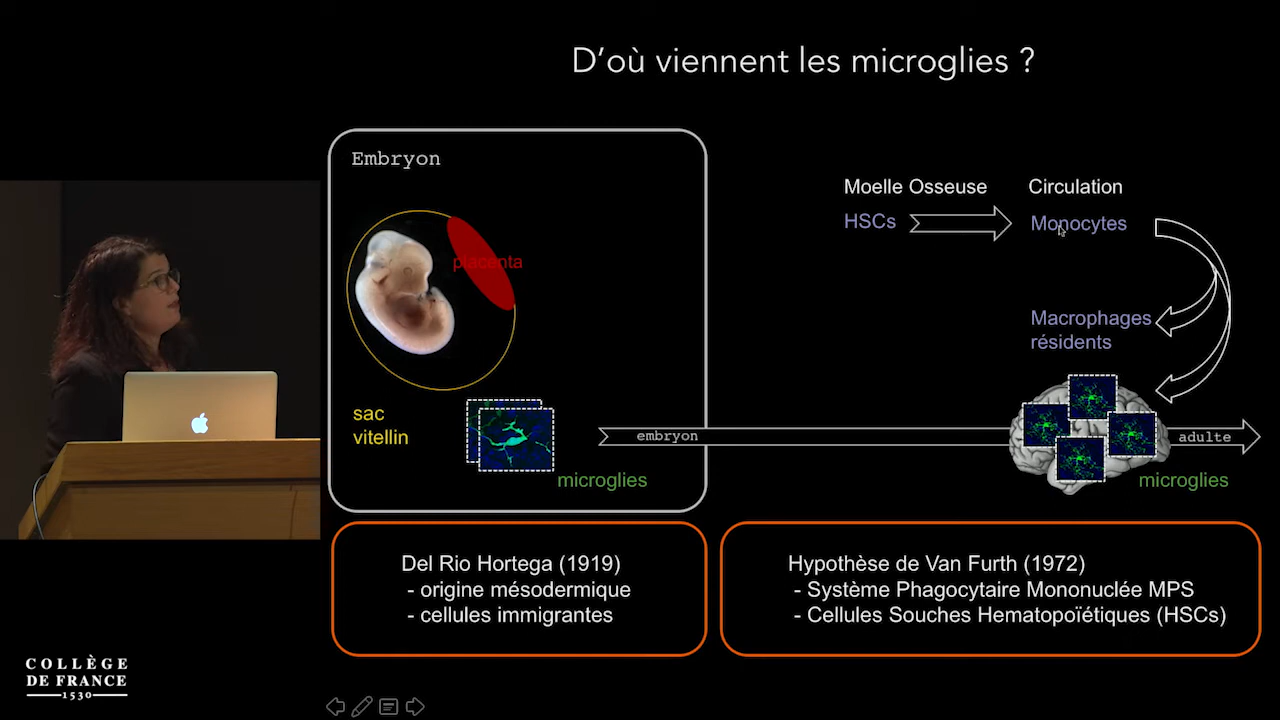 D'où viennent les microglies ?
Embryon
placenta
sac
vitellin
microglies
embryon
Moelle Osseuse
Circulation
HSCs
Monocytes
Macrophages
résidents
adulte
microglies
Del Rio Hortega (1919)
- origine mésodermique
- cellules immigrantes
Hypothèse de Van Furth (1972)
- Système Phagocytaire Mononuclée MPS
- Cellules Souches Hematopoïétiques (HSCs)
COLLÈGE
DE FRANCE
1530